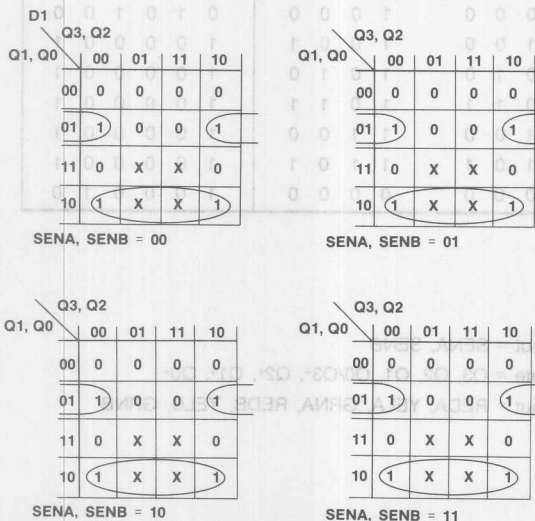 D1
Q3, Q2
Q1, Q0
00 01 11 10
00 0 0 0 0
01 1 0 0 1
11 0 X X 0
10 1 X X 1
SENA, SENB = 00
Q3, Q2
Q1, Q0
00 01 11 10
00 0 0 0 0
01 1 0 0 1
11 0 X X 0
10 1 X X 1
SENA, SENB = 01
Q3, Q2
Q1, Q0
00 01 11 10
00 0 0 0 0
01 1 0 0 1
11 0 X X 0
10 1 X X 1
SENA, SENB = 10
Q3, Q2
Q1, Q0
00 01 11 10
00 0 0 0 0
01 1 0 0 1
11 0 X X 0
10 1 X X 1
SENA, SENB = 11